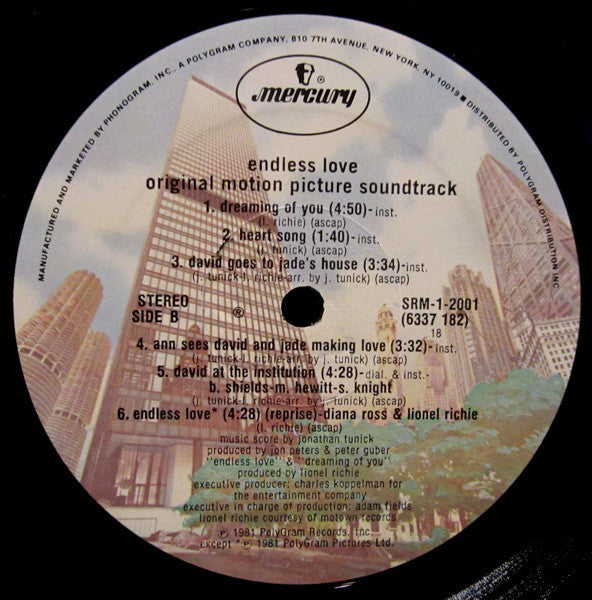 MANUFACTURED AND MARKETED BY PHONOGRAM, INC., A POLYGRAM COMPANY, 810 7TH AVENUE, NEW YORK, NY 10019 ■ DISTRIBUTED BY POLYGRAM DISTRIBUTION INC
®
mercury
endless love
original motion picture soundtrack
1. dreaming of you (4:50)-inst.
(l. richie) (ascap)
2. heart song (1:40)-inst.
(j. tunick) (ascap)
3. david goes to jade's house (3:34)-inst.
(j. tunick-l. richie-arr. by j. tunick) (ascap)
STEREO
SIDE B
℗
SRM-1-2001
(6337 182)
18
4. ann sees david and jade making love (3:32)-inst.
(j. tunick-l. richie-arr. by j. tunick) (ascap)
5. david at the institution (4:28)-dial. & inst.-
b. shields-m. hewitt-s. knight
(j. tunick-l. richie-arr. by j. tunick) (ascap)
6. endless love* (4:28) (reprise)-diana ross & lionel richie
(l. richie) (ascap)
music score by jonathan tunick
produced by jon peters & peter guber
"endless love" & "dreaming of you"
produced by lionel richie
executive producer: charles koppelman for
the entertainment company
executive in charge of production: adam fields
lionel richie courtesy of motown records
℗ 1981 PolyGram Records, Inc.
except * ℗ 1981 PolyGram Pictures Ltd.